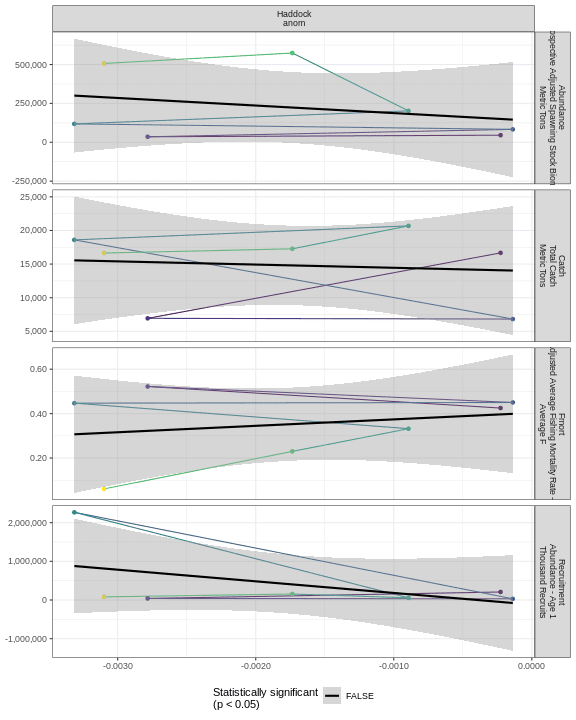 Haddock
anom
500,000
250,000
0
-250,000
Abundance
Adjusted Spawning Stock
Metric Tons
25,000
20,000
15,000
10,000
5,000
Catch
Total Catch
Metric Tons
0.60
0.40
0.20
Fmort
Average Fishing Mortality Rate
Average F
2,000,000
1,000,000
0
-1,000,000
Recruitment
Abundance - Age 1
Thousand Recruits
-0.0030
-0.0020
-0.0010
0.0000
Statistically significant
(p < 0.05)
FALSE